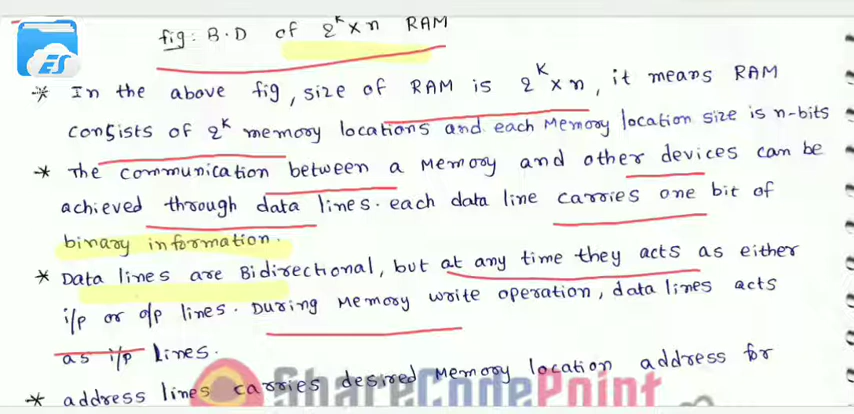 ES
fig: B.D of 2^k x n RAM
* In the above fig, size of RAM is 2^k x n, it means RAM
consists of 2^k memory locations and each Memory location size is n-bits
* The communication between a Memory and other devices can be
achieved through data lines. each data line carries one bit of
binary information.
* Data lines are Bidirectional, but at any time they acts as either
i/p or o/p lines. During Memory write operation, data lines acts
as i/p lines.
* address lines carries desired Memory location address for
ShareCodePoint